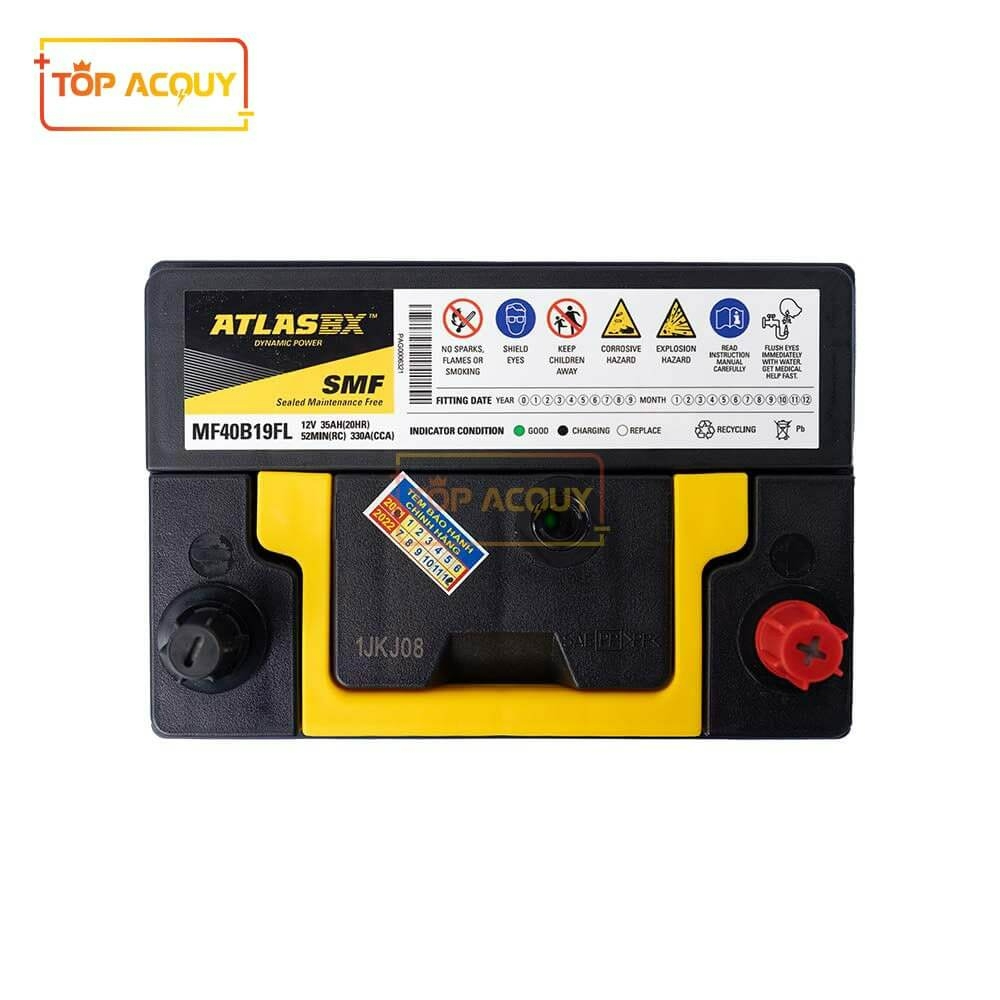 TOP ACQUY
ATLASBX™
DYNAMIC POWER
SMF
Sealed Maintenance Free
MF40B19FL
12V 35AH(20HR)
52MIN(RC) 330A(CCA)
PAG0006321
NO SPARKS,
FLAMES OR
SMOKING
SHIELD
EYES
KEEP
CHILDREN
AWAY
CORROSIVE
HAZARD
EXPLOSION
HAZARD
READ
INSTRUCTION
MANUAL
CAREFULLY
FLUSH EYES
IMMEDIATELY
WITH WATER.
GET MEDICAL
HELP FAST.
FITTING DATE YEAR 0 1 2 3 4 5 6 7 8 9 MONTH 1 2 3 4 5 6 7 8 9 10 11 12
INDICATOR CONDITION GOOD CHARGING REPLACE RECYCLING Pb
TOP ACQUY
TEM BẢO HÀNH
CHÍNH HÃNG
1 2 3 4 5 6
2022 7 8 9 10 11
1JKJ08